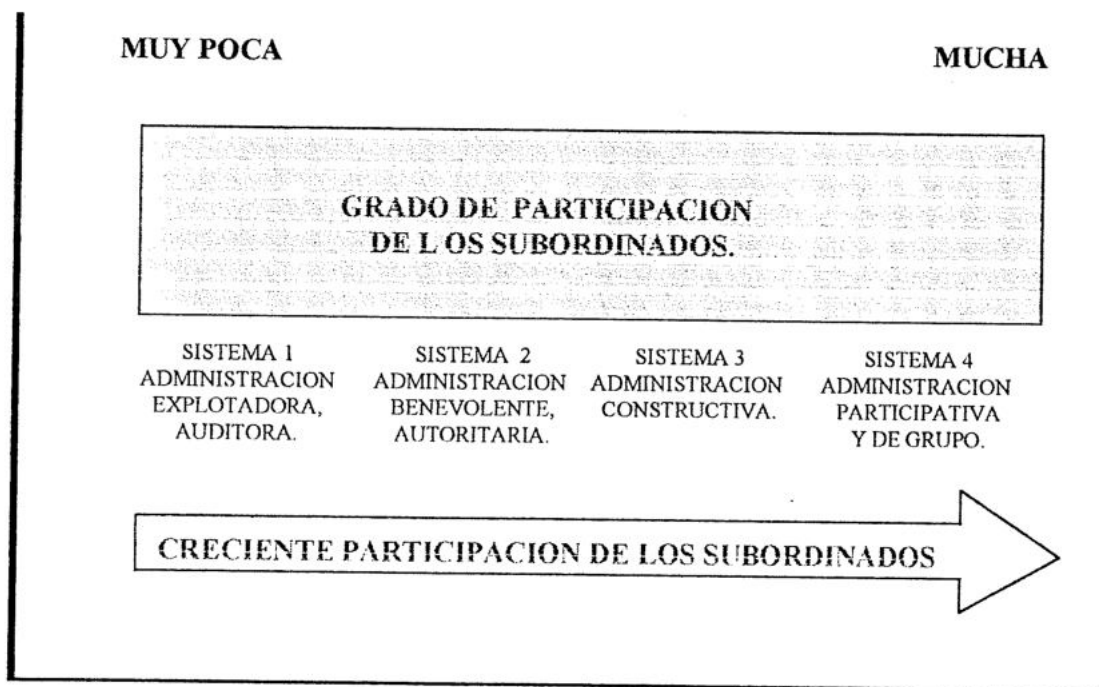 MUY POCA
MUCHA
GRADO DE PARTICIPACION
DE L OS SUBORDINADOS.
SISTEMA 1
ADMINISTRACION
EXPLOTADORA,
AUDITORA.
SISTEMA 2
ADMINISTRACION
BENEVOLENTE,
AUTORITARIA.
SISTEMA 3
ADMINISTRACION
CONSTRUCTIVA.
SISTEMA 4
ADMINISTRACION
PARTICIPATIVA
Y DE GRUPO.
CRECIENTE PARTICIPACION DE LOS SUBORDINADOS